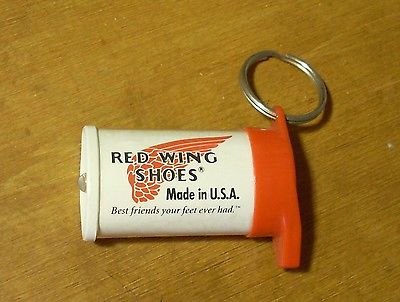 RED WING
SHOES®
Made in U.S.A.
Best friends your feet ever had.™